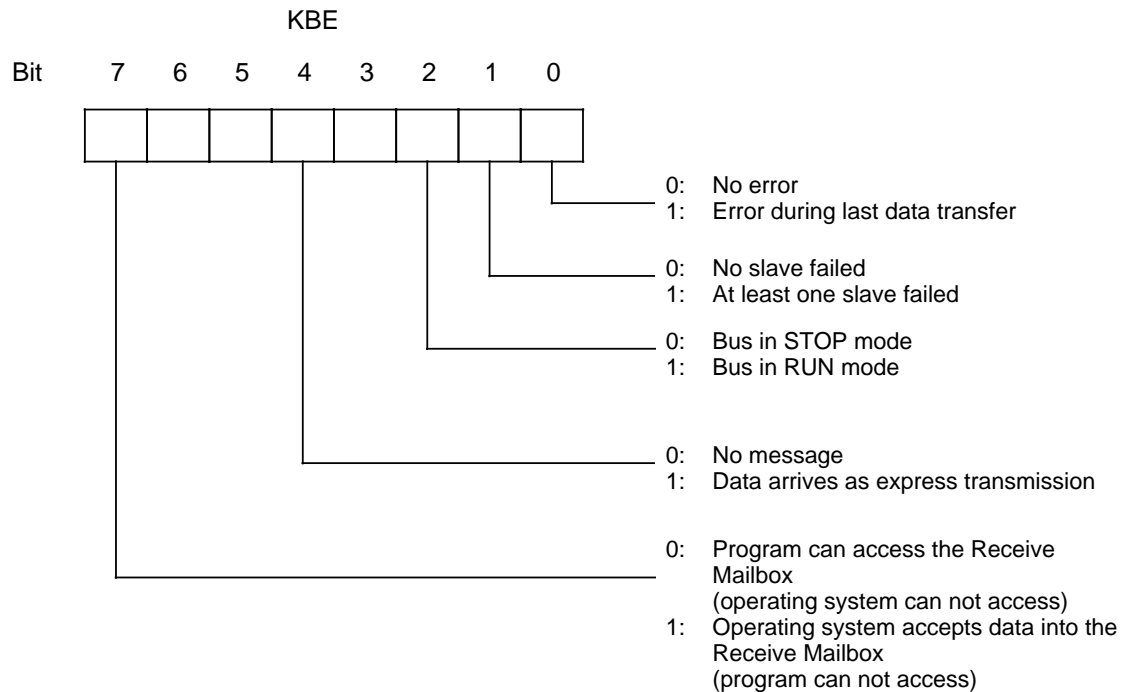 KBE
Bit 7 6 5 4 3 2 1 0
0: No error
1: Error during last data transfer
0: No slave failed
1: At least one slave failed
0: Bus in STOP mode
1: Bus in RUN mode
0: No message
1: Data arrives as express transmission
0: Program can access the Receive
Mailbox
(operating system can not access)
1: Operating system accepts data into the
Receive Mailbox
(program can not access)